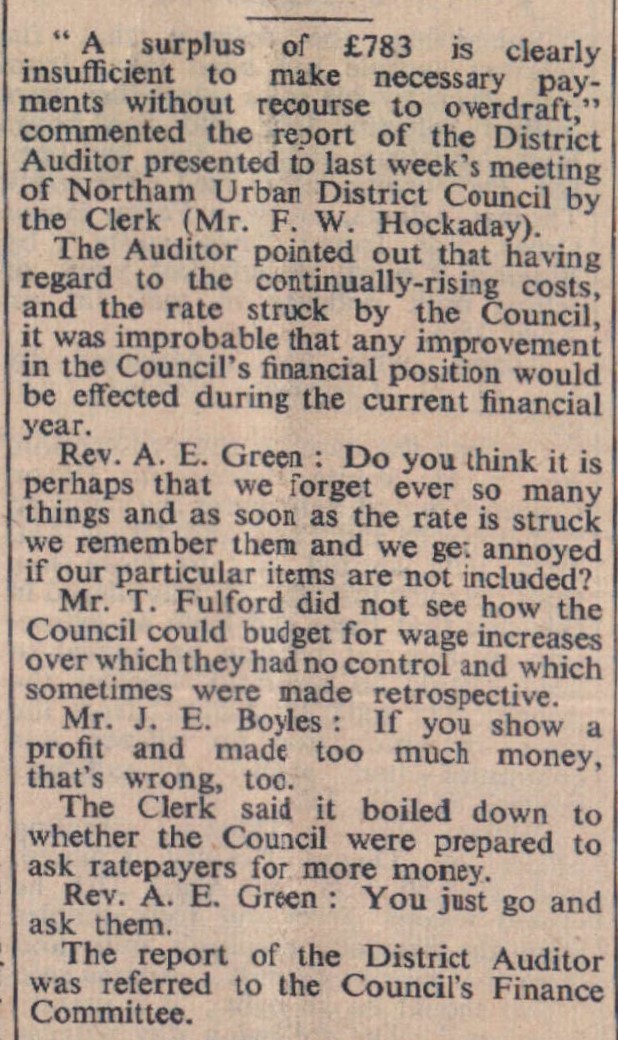 “ A surplus of £783 is clearly
insufficient to make necessary pay-
ments without recourse to overdraft,”
commented the report of the District
Auditor presented to last week’s meeting
of Northam Urban District Council by
the Clerk (Mr. F. W. Hockaday).
The Auditor pointed out that having
regard to the continually-rising costs,
and the rate struck by the Council,
it was improbable that any improvement
in the Council’s financial position would
be effected during the current financial
year.
Rev. A. E. Green : Do you think it is
perhaps that we forget ever so many
things and as soon as the rate is struck
we remember them and we get annoyed
if our particular items are not included?
Mr. T. Fulford did not see how the
Council could budget for wage increases
over which they had no control and which
sometimes were made retrospective.
Mr. J. E. Boyles : If you show a
profit and made too much money,
that’s wrong, too.
The Clerk said it boiled down to
whether the Council were prepared to
ask ratepayers for more money.
Rev. A. E. Green : You just go and
ask them.
The report of the District Auditor
was referred to the Council’s Finance
Committee.